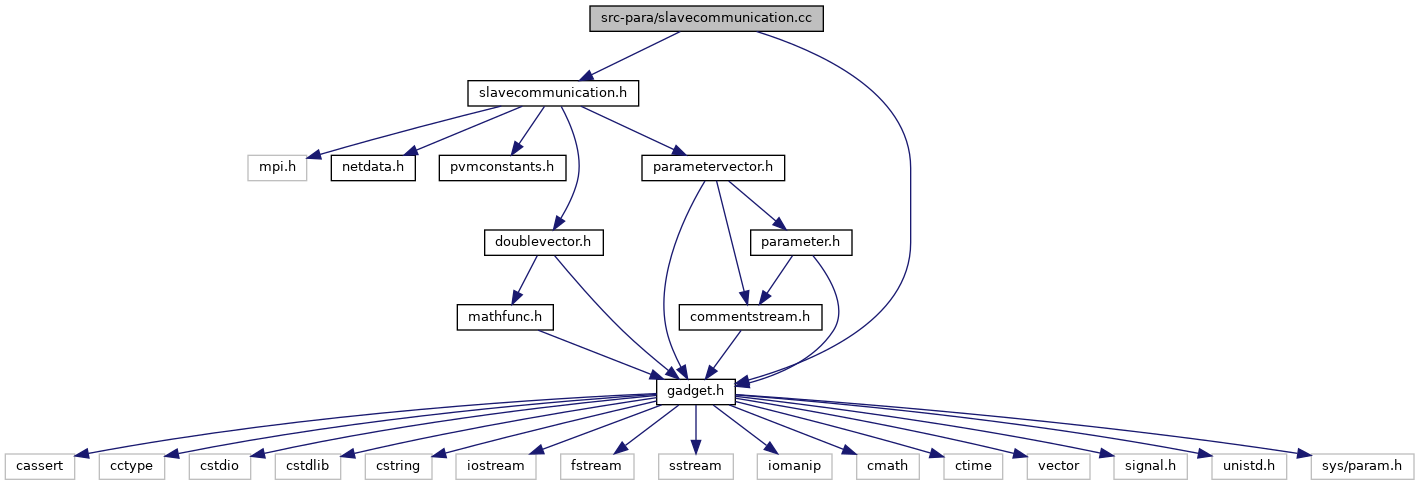 src-para/slavecommunication.cc
slavecommunication.h
mpi.h
netdata.h
pvmconstants.h
parametervector.h
doublevector.h
parameter.h
mathfunc.h
commentstream.h
gadget.h
cassert
cctype
cstdio
cstdlib
cstring
iostream
fstream
sstream
iomanip
cmath
ctime
vector
signal.h
unistd.h
sys/param.h